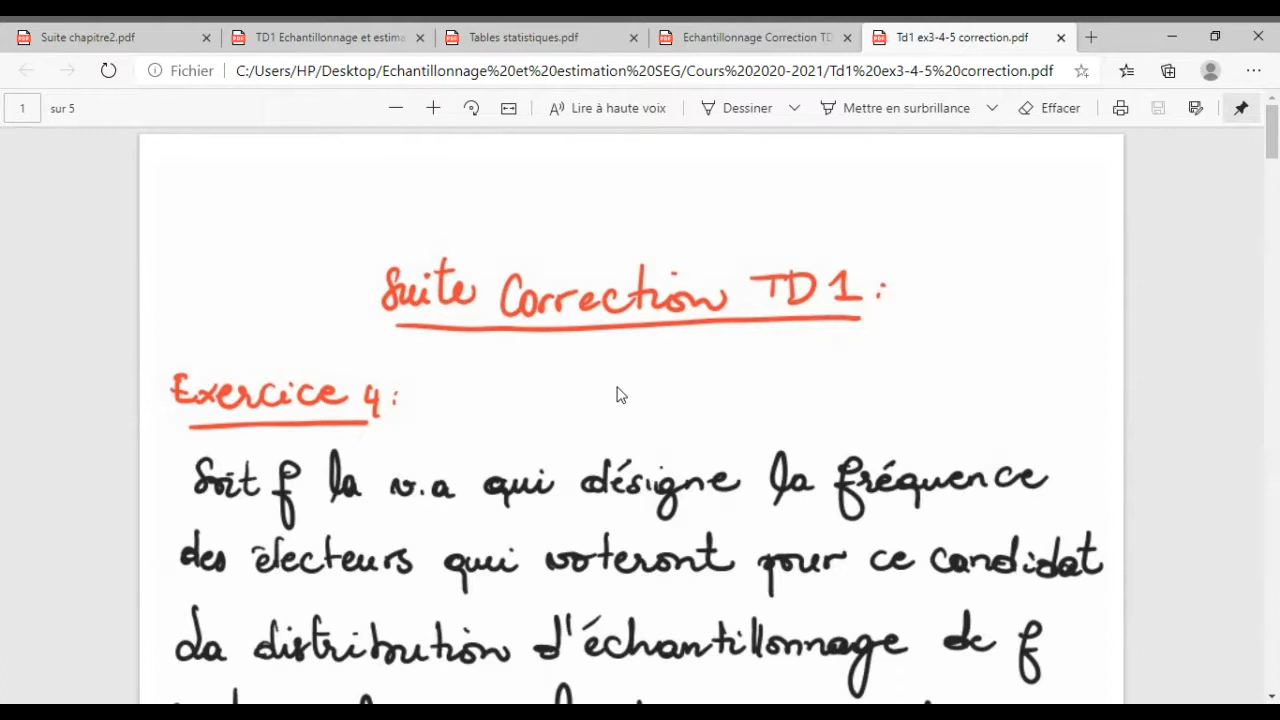 Suite chapitre2.pdf
TD1 Echantillonnage et estima
Tables statistiques.pdf
Echantillonnage Correction TD
Td1 ex3-4-5 correction.pdf
Fichier C:/Users/HP/Desktop/Echantillonnage%20et%20estimation%20SEG/Cours%202020-2021/Td1%20ex3-4-5%20correction.pdf
1 sur 5 Lire à haute voix Dessiner Mettre en surbrillance Effacer
Suite Correction TD1:
Exercice 4:
Soit f la v.a qui désigne la fréquence
des électeurs qui voteront pour ce candidat
La distribution d'échantillonnage de f